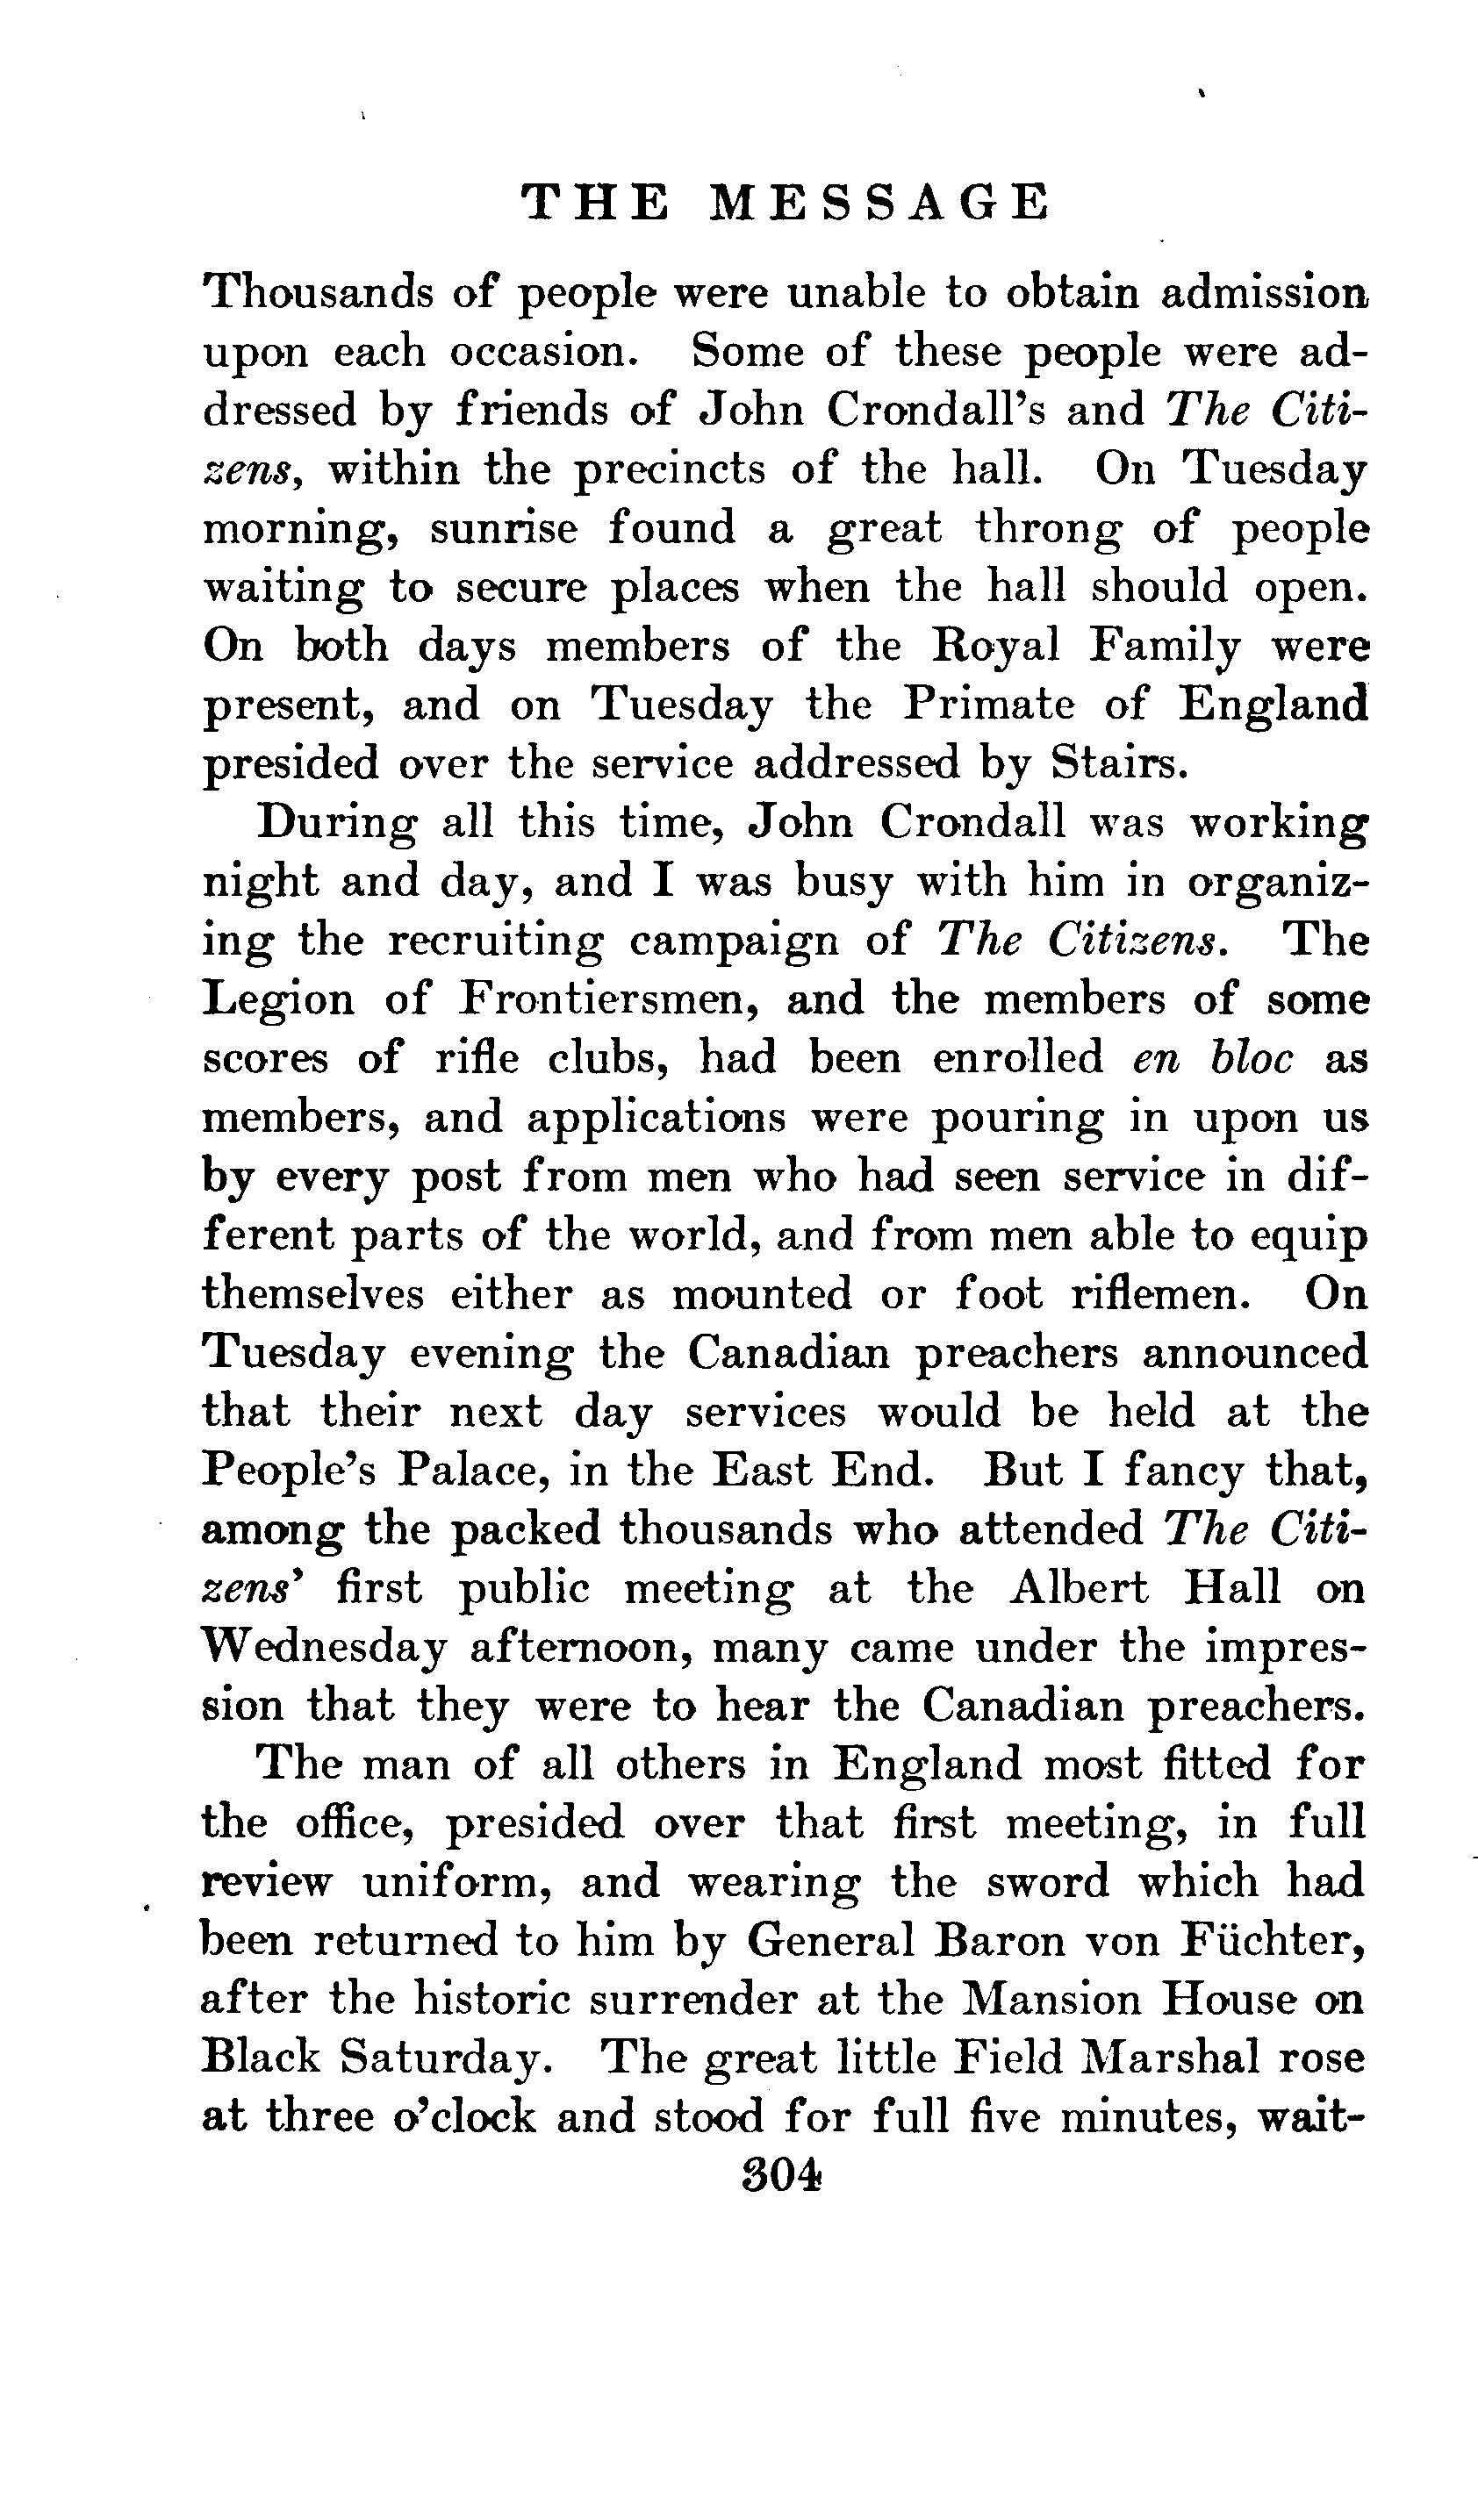 THE MESSAGE
Thousands of people were unable to obtain admission
upon each occasion. Some of these people were ad-
dressed by friends of John Crondall's and The Citi-
zens, within the precincts of the hall. On Tuesday
morning, sunrise found a great throng of people
waiting to secure places when the hall should open.
On both days members of the Royal Family were
present, and on Tuesday the Primate of England
presided over the service addressed by Stairs.
During all this time, John Crondall was working
night and day, and I was busy with him in organiz-
ing the recruiting campaign of The Citizens. The
Legion of Frontiersmen, and the members of some
scores of rifle clubs, had been enrolled en bloc as
members, and applications were pouring in upon us
by every post from men who had seen service in dif-
ferent parts of the world, and from men able to equip
themselves either as mounted or foot riflemen. On
Tuesday evening the Canadian preachers announced
that their next day services would be held at the
People's Palace, in the East End. But I fancy that,
among the packed thousands who attended The Citi-
zens' first public meeting at the Albert Hall on
Wednesday afternoon, many came under the impres-
sion that they were to hear the Canadian preachers.
The man of all others in England most fitted for
the office, presided over that first meeting, in full
review uniform, and wearing the sword which had
been returned to him by General Baron von Füchter,
after the historic surrender at the Mansion House on
Black Saturday. The great little Field Marshal rose
at three o'clock and stood for full five minutes, wait-
304